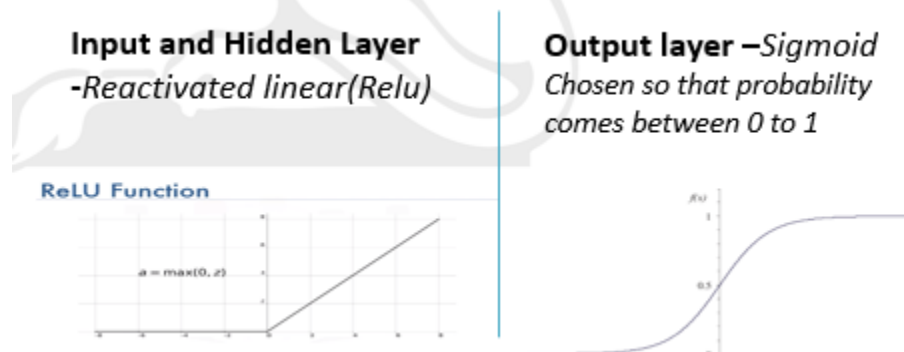 Input and Hidden Layer
-Reactivated linear(Relu)
ReLU Function
a = max(0, z)
Output layer –Sigmoid
Chosen so that probability
comes between 0 to 1
f(x)
1
0.5